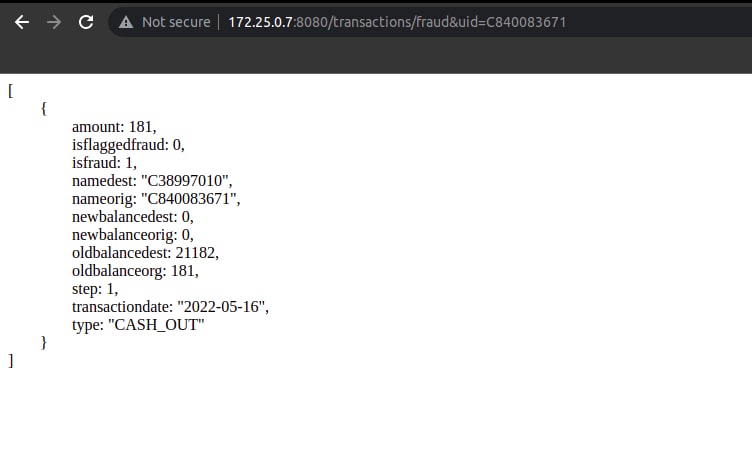 Not secure | 172.25.0.7:8080/transactions/fraud&uid=C840083671
[
{
amount: 181,
isflaggedfraud: 0,
isfraud: 1,
namedest: "C38997010",
nameorig: "C840083671",
newbalancedest: 0,
newbalanceorig: 0,
oldbalancedest: 21182,
oldbalanceorg: 181,
step: 1,
transactiondate: "2022-05-16",
type: "CASH_OUT"
}
]